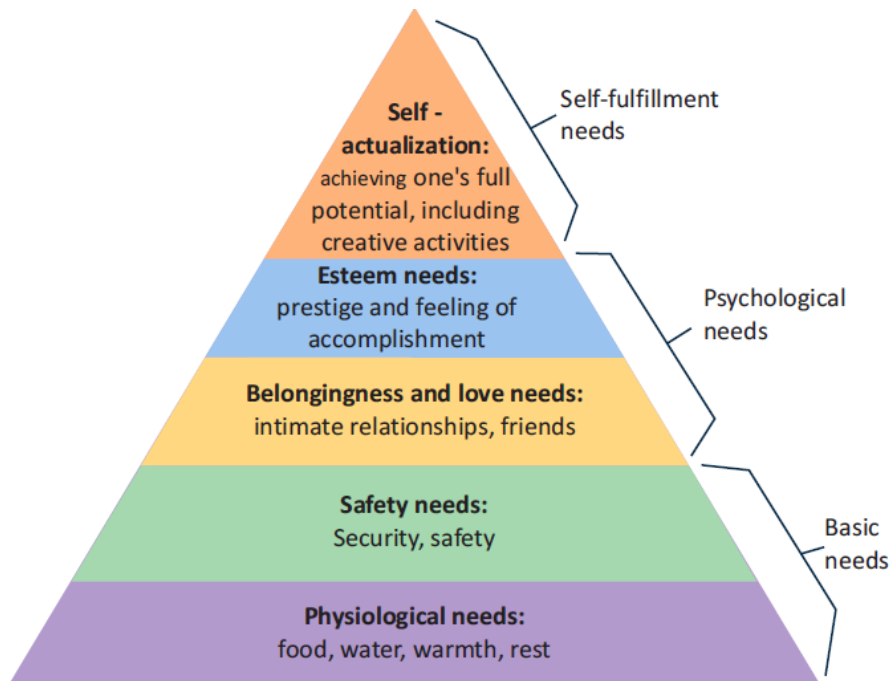 Self -
actualization:
achieving one's full
potential, including
creative activities
Self-fulfillment
needs
Esteem needs:
prestige and feeling of
accomplishment
Psychological
needs
Belongingness and love needs:
intimate relationships, friends
Safety needs:
Security, safety
Basic
needs
Physiological needs:
food, water, warmth, rest